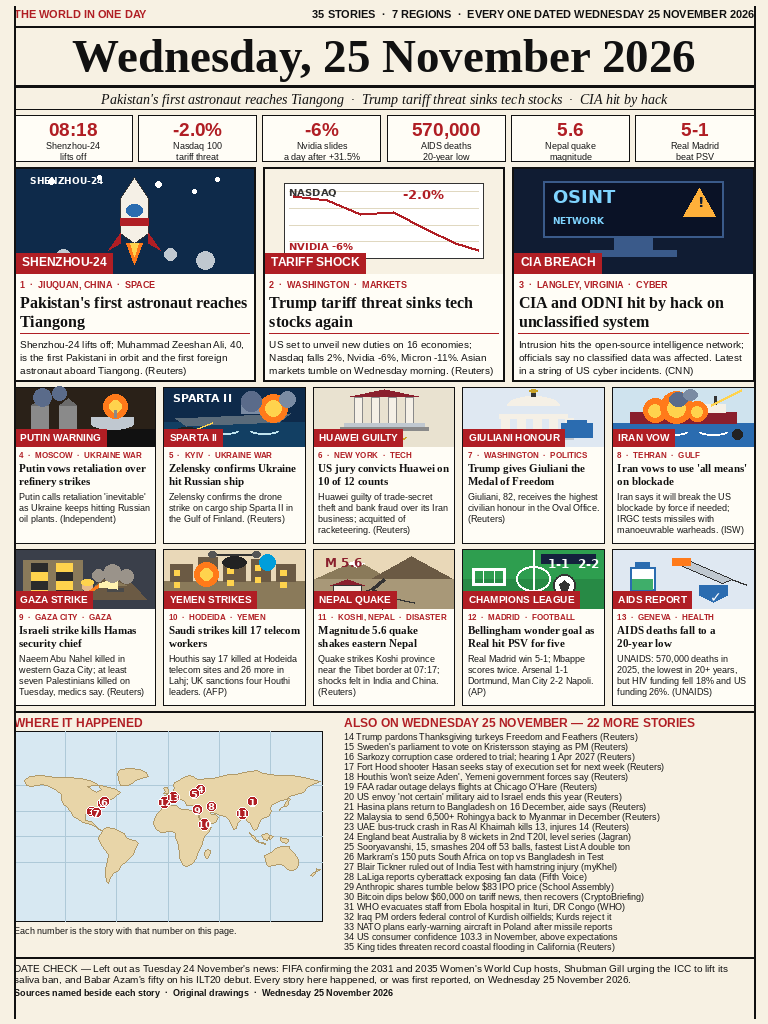 THE WORLD IN ONE DAY
35 STORIES · 7 REGIONS · EVERY ONE DATED WEDNESDAY 25 NOVEMBER 2026
Wednesday, 25 November 2026
Pakistan's first astronaut reaches Tiangong · Trump tariff threat sinks tech stocks · CIA hit by hack
08:18
Shenzhou-24
lifts off
-2.0%
Nasdaq 100
tariff threat
-6%
Nvidia slides
a day after +31.5%
570,000
AIDS deaths
20-year low
5.6
Nepal quake
magnitude
5-1
Real Madrid
beat PSV
SHENZHOU-24
SHENZHOU-24
1 · JIUQUAN, CHINA · SPACE
Pakistan's first astronaut reaches
Tiangong
Shenzhou-24 lifts off; Muhammad Zeeshan Ali, 40,
is the first Pakistani in orbit and the first foreign
astronaut aboard Tiangong. (Reuters)
NASDAQ
-2.0%
NVIDIA -6%
TARIFF SHOCK
2 · WASHINGTON · MARKETS
Trump tariff threat sinks tech
stocks again
US set to unveil new duties on 16 economies;
Nasdaq falls 2%, Nvidia -6%, Micron -11%. Asian
markets tumble on Wednesday morning. (Reuters)
OSINT
NETWORK
!
CIA BREACH
3 · LANGLEY, VIRGINIA · CYBER
CIA and ODNI hit by hack on
unclassified system
Intrusion hits the open-source intelligence network;
officials say no classified data was affected. Latest
in a string of US cyber incidents. (CNN)
PUTIN WARNING
4 · MOSCOW · UKRAINE WAR
Putin vows retaliation over
refinery strikes
Putin calls retaliation 'inevitable'
as Ukraine keeps hitting Russian
oil plants. (Independent)
SPARTA II
SPARTA II
5 · KYIV · UKRAINE WAR
Zelensky confirms Ukraine
hit Russian ship
Zelensky confirms the drone
strike on cargo ship Sparta II in
the Gulf of Finland. (Reuters)
HUAWEI GUILTY
6 · NEW YORK · TECH
US jury convicts Huawei on
10 of 12 counts
Huawei guilty of trade-secret
theft and bank fraud over its Iran
business; acquitted of
racketeering. (Reuters)
GIULIANI HONOUR
7 · WASHINGTON · POLITICS
Trump gives Giuliani the
Medal of Freedom
Giuliani, 82, receives the highest
civilian honour in the Oval Office.
(Reuters)
IRAN VOW
8 · TEHRAN · GULF
Iran vows to use 'all means'
on blockade
Iran says it will break the US
blockade by force if needed;
IRGC tests missiles with
manoeuvrable warheads. (ISW)
GAZA STRIKE
9 · GAZA CITY · GAZA
Israeli strike kills Hamas
security chief
Naeem Abu Nahel killed in
western Gaza City; at least
seven Palestinians killed on
Tuesday, medics say. (Reuters)
YEMEN STRIKES
10 · HODEIDA · YEMEN
Saudi strikes kill 17 telecom
workers
Houthis say 17 killed at Hodeida
telecom sites and 26 more in
Lahj; UK sanctions four Houthi
leaders. (AFP)
M 5.6
NEPAL QUAKE
11 · KOSHI, NEPAL · DISASTER
Magnitude 5.6 quake
shakes eastern Nepal
Quake strikes Koshi province
near the Tibet border at 07:17;
shocks felt in India and China.
(Reuters)
1-1 2-2
CHAMPIONS LEAGUE
12 · MADRID · FOOTBALL
Bellingham wonder goal as
Real hit PSV for five
Real Madrid win 5-1; Mbappe
scores twice. Arsenal 1-1
Dortmund, Man City 2-2 Napoli.
(AP)
AIDS REPORT
13 · GENEVA · HEALTH
AIDS deaths fall to a
20-year low
UNAIDS: 570,000 deaths in
2025, the lowest in 20+ years,
but HIV funding fell 18% and US
funding 26%. (UNAIDS)
WHERE IT HAPPENED
Each number is the story with that number on this page.
ALSO ON WEDNESDAY 25 NOVEMBER — 22 MORE STORIES
14 Trump pardons Thanksgiving turkeys Freedom and Feathers (Reuters)
15 Sweden's parliament to vote on Kristersson staying as PM (Reuters)
16 Sarkozy corruption case ordered to trial; hearing 1 Apr 2027 (Reuters)
17 Fort Hood shooter Hasan seeks stay of execution set for next week (Reuters)
18 Houthis 'won't seize Aden', Yemeni government forces say (Reuters)
19 FAA radar outage delays flights at Chicago O'Hare (Reuters)
20 US envoy 'not certain' military aid to Israel ends this year (Reuters)
21 Hasina plans return to Bangladesh on 16 December, aide says (Reuters)
22 Malaysia to send 6,500+ Rohingya back to Myanmar in December (Reuters)
23 UAE bus-truck crash in Ras Al Khaimah kills 13, injures 14 (Reuters)
24 England beat Australia by 8 wickets in 2nd T20I, level series (Jagran)
25 Sooryavanshi, 15, smashes 204 off 53 balls, fastest List A double ton
26 Markram's 150 puts South Africa on top vs Bangladesh in Test
27 Blair Tickner ruled out of India Test with hamstring injury (myKhel)
28 LaLiga reports cyberattack exposing fan data (Fifth Voice)
29 Anthropic shares tumble below $83 IPO price (School Assembly)
30 Bitcoin dips below $60,000 on tariff news, then recovers (CryptoBriefing)
31 WHO evacuates staff from Ebola hospital in Ituri, DR Congo (WHO)
32 Iraq PM orders federal control of Kurdish oilfields; Kurds reject it
33 NATO plans early-warning aircraft in Poland after missile reports
34 US consumer confidence 103.3 in November, above expectations
35 King tides threaten record coastal flooding in California (Reuters)
DATE CHECK — Left out as Tuesday 24 November's news: FIFA confirming the 2031 and 2035 Women's World Cup hosts, Shubman Gill urging the ICC to lift its
saliva ban, and Babar Azam's fifty on his ILT20 debut. Every story here happened, or was first reported, on Wednesday 25 November 2026.
Sources named beside each story · Original drawings · Wednesday 25 November 2026